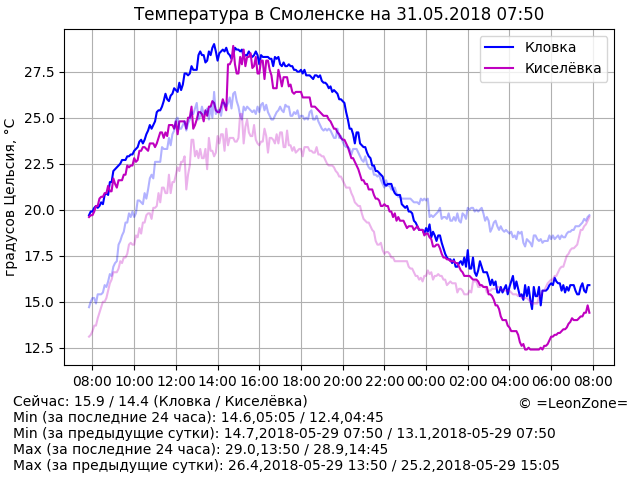 Температура в Смоленске на 31.05.2018 07:50
градусов Цельсия, °C
27.5
25.0
22.5
20.0
17.5
15.0
12.5
Кловка
Киселёвка
08:00 10:00 12:00 14:00 16:00 18:00 20:00 22:00 00:00 02:00 04:00 06:00 08:00
Сейчас: 15.9 / 14.4 (Кловка / Киселёвка)
© =LeonZone=
Min (за последние 24 часа): 14.6,05:05 / 12.4,04:45
Min (за предыдущие сутки): 14.7,2018-05-29 07:50 / 13.1,2018-05-29 07:50
Max (за последние 24 часа): 29.0,13:50 / 28.9,14:45
Max (за предыдущие сутки): 26.4,2018-05-29 13:50 / 25.2,2018-05-29 15:05